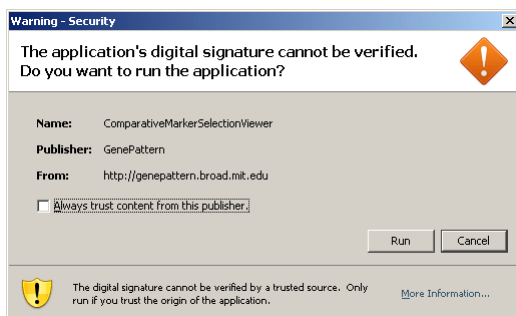 Warning - Security
The application's digital signature cannot be verified.
Do you want to run the application?
Name: ComparativeMarkerSelectionViewer
Publisher: GenePattern
From: http://genepattern.broad.mit.edu
Always trust content from this publisher.
Run Cancel
The digital signature cannot be verified by a trusted source. Only
run if you trust the origin of the application.
More Information...